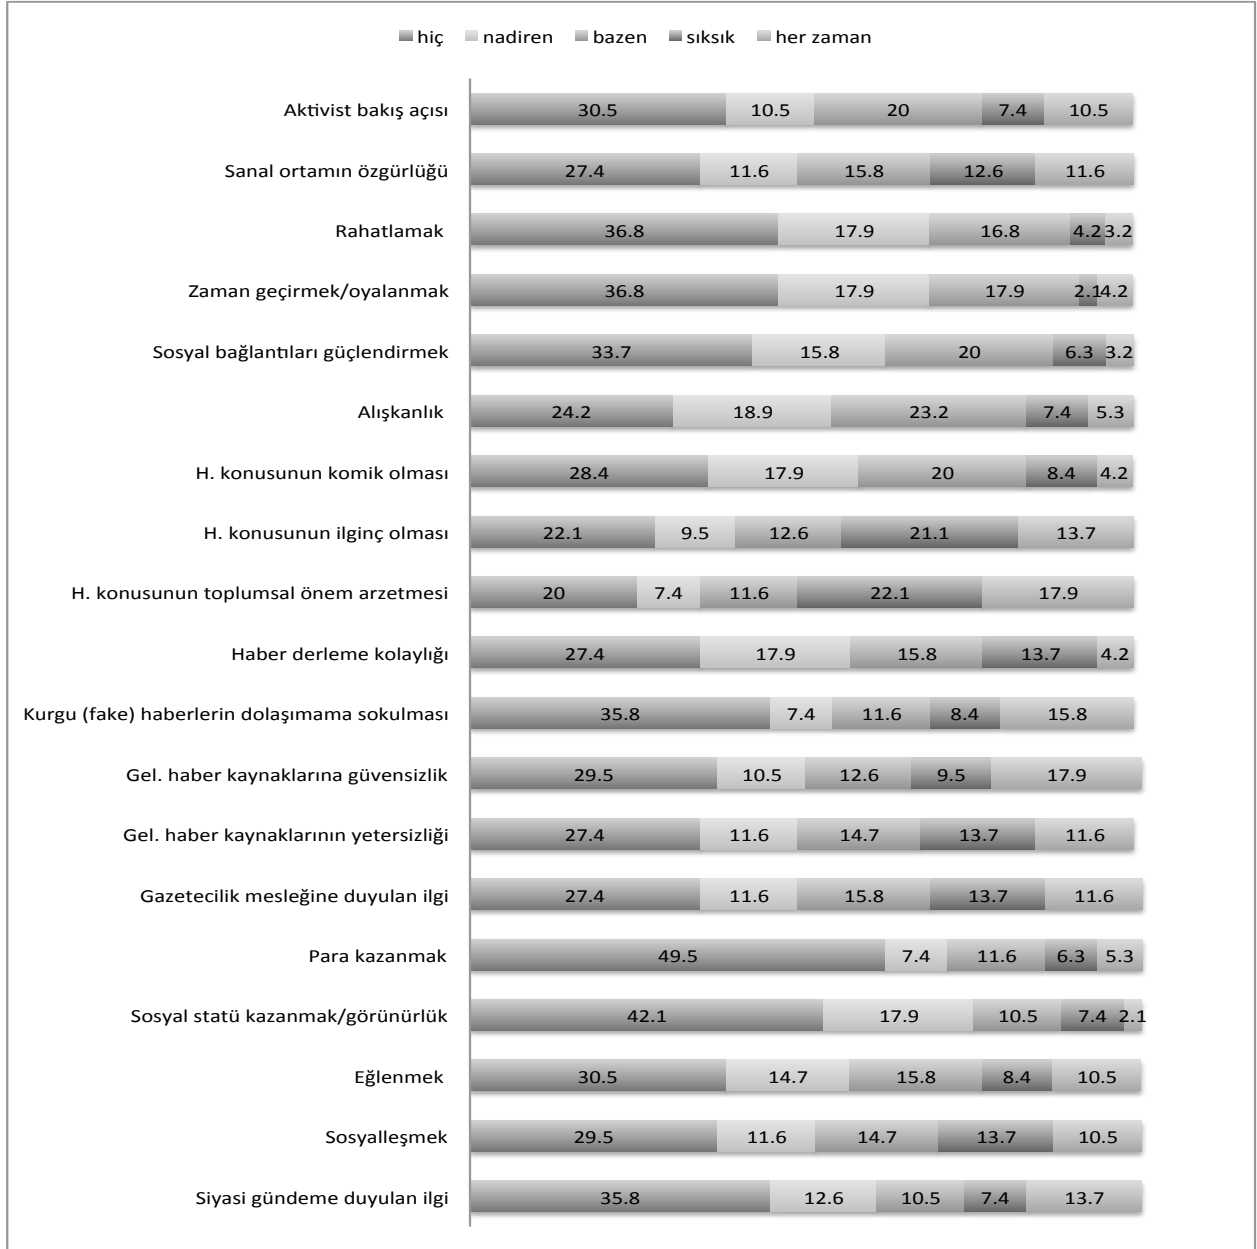 hiç nadiren bazen sıksık her zaman
Aktivist bakış açısı 30.5 10.5 20 7.4 10.5
Sanal ortamın özgürlüğü 27.4 11.6 15.8 12.6 11.6
Rahatlamak 36.8 17.9 16.8 4.2 3.2
Zaman geçirmek/oyalanmak 36.8 17.9 17.9 2.1 4.2
Sosyal bağlantıları güçlendirmek 33.7 15.8 20 6.3 3.2
Alışkanlık 24.2 18.9 23.2 7.4 5.3
H. konusunun komik olması 28.4 17.9 20 8.4 4.2
H. konusunun ilginç olması 22.1 9.5 12.6 21.1 13.7
H. konusunun toplumsal önem arzetmesi 20 7.4 11.6 22.1 17.9
Haber derleme kolaylığı 27.4 17.9 15.8 13.7 4.2
Kurgu (fake) haberlerin dolaşımama sokulması 35.8 7.4 11.6 8.4 15.8
Gel. haber kaynaklarına güvensizlik 29.5 10.5 12.6 9.5 17.9
Gel. haber kaynaklarının yetersizliği 27.4 11.6 14.7 13.7 11.6
Gazetecilik mesleğine duyulan ilgi 27.4 11.6 15.8 13.7 11.6
Para kazanmak 49.5 7.4 11.6 6.3 5.3
Sosyal statü kazanmak/görünürlük 42.1 17.9 10.5 7.4 2.1
Eğlenmek 30.5 14.7 15.8 8.4 10.5
Sosyalleşmek 29.5 11.6 14.7 13.7 10.5
Siyasi gündeme duyulan ilgi 35.8 12.6 10.5 7.4 13.7